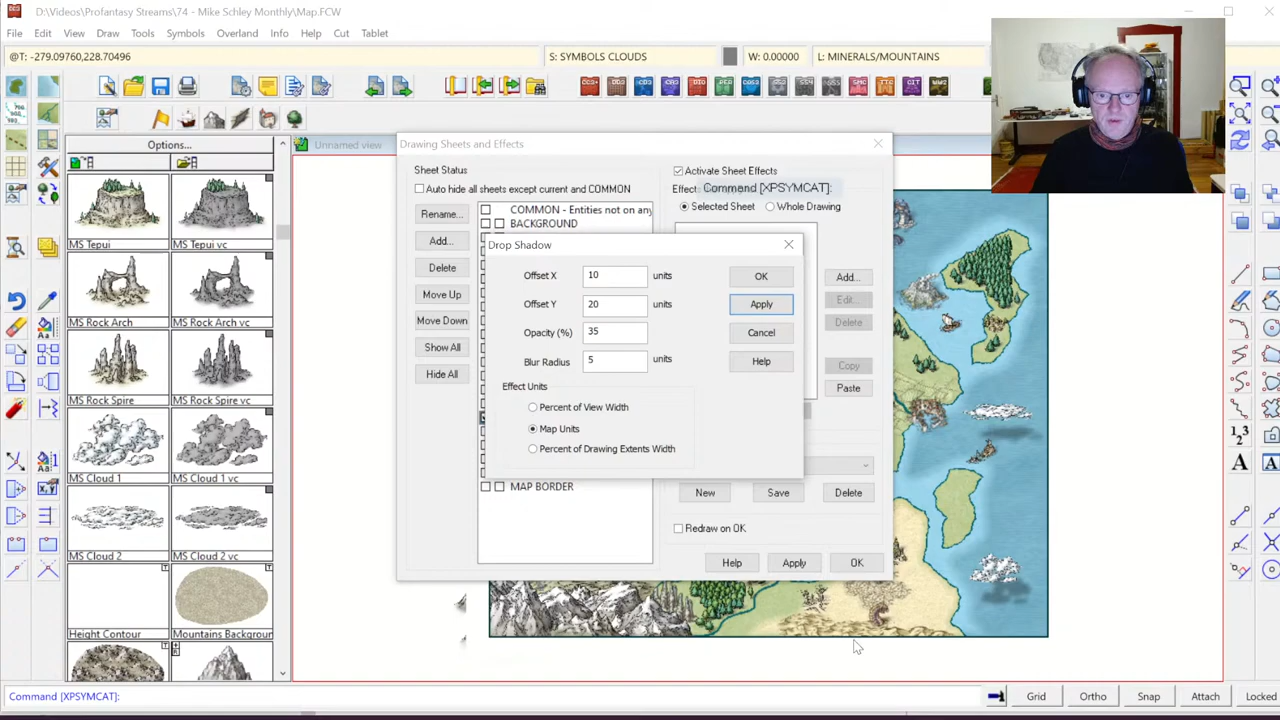 D:\Videos\Profantasy Streams\74 - Mike Schley Monthly\Map.FCW
File Edit View Draw Tools Symbols Overland Info Help Cut Tablet
@T: -279.09760,228.70496
S: SYMBOLS CLOUDS
W: 0.00000
L: MINERALS/MOUNTAINS
Options...
Unnamed view
MS Tepui
MS Tepui vc
MS Rock Arch
MS Rock Arch vc
MS Rock Spire
MS Rock Spire vc
MS Cloud 1
MS Cloud 1 vc
MS Cloud 2
MS Cloud 2 vc
Height Contour
Mountains Backgroun
Drawing Sheets and Effects
Sheet Status
Auto hide all sheets except current and COMMON
Rename...
Add...
Delete
Move Up
Move Down
Show All
Hide All
COMMON - Entities not on any
BACKGROUND
MAP BORDER
Activate Sheet Effects
Effect
Command [XPSYMCAT]:
Selected Sheet
Whole Drawing
Add...
Edit...
Delete
Copy
Paste
New
Save
Delete
Redraw on OK
Help
Apply
OK
Drop Shadow
Offset X 10 units
Offset Y 20 units
Opacity (%) 35
Blur Radius 5 units
OK
Apply
Cancel
Help
Effect Units
Percent of View Width
Map Units
Percent of Drawing Extents Width
Command [XPSYMCAT]:
Grid
Ortho
Snap
Attach
Locked